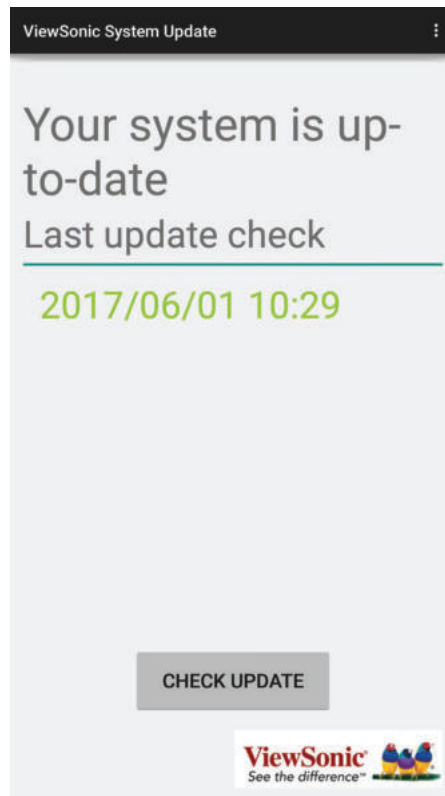 ViewSonic System Update
Your system is up-
to-date
Last update check
2017/06/01 10:29
CHECK UPDATE
ViewSonic®
See the difference™